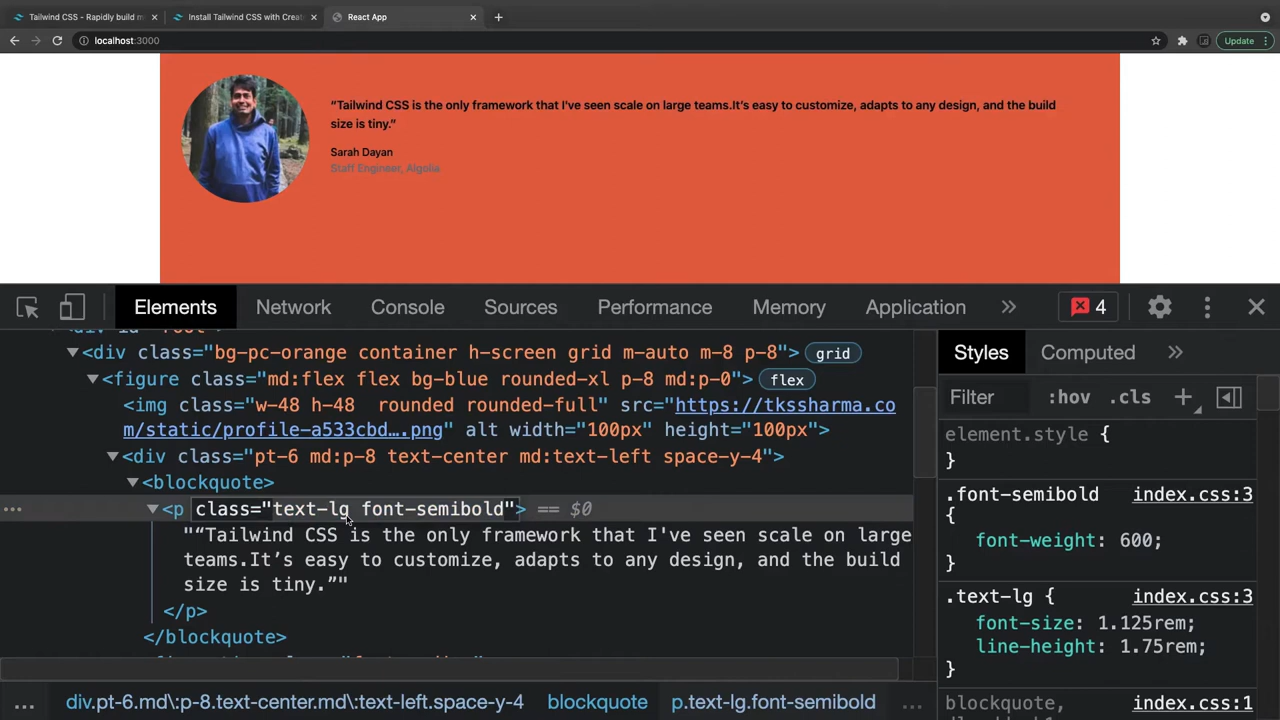 Tailwind CSS - Rapidly build m
Install Tailwind CSS with Create
React App
localhost:3000
Update
“Tailwind CSS is the only framework that I've seen scale on large teams.It’s easy to customize, adapts to any design, and the build
size is tiny.”
Sarah Dayan
Staff Engineer, Algolia
Elements
Network
Console
Sources
Performance
Memory
Application
»
4
<div class="bg-pc-orange container h-screen grid m-auto m-8 p-8"> grid
<figure class="md:flex flex bg-blue rounded-xl p-8 md:p-0"> flex
<img class="w-48 h-48  rounded rounded-full" src="https://tkssharma.co
m/static/profile-a533cbd….png" alt width="100px" height="100px">
<div class="pt-6 md:p-8 text-center md:text-left space-y-4">
<blockquote>
… <p class="text-lg font-semibold"> == $0
"“Tailwind CSS is the only framework that I've seen scale on large
teams.It’s easy to customize, adapts to any design, and the build
size is tiny.”"
</p>
</blockquote>
… div.pt-6.md\:p-8.text-center.md\:text-left.space-y-4 blockquote p.text-lg.font-semibold …
Styles
Computed
»
Filter
:hov
.cls
+
element.style {
}
.font-semibold index.css:3
{
font-weight: 600;
}
.text-lg { index.css:3
font-size: 1.125rem;
line-height: 1.75rem;
}
blockquote, index.css:1